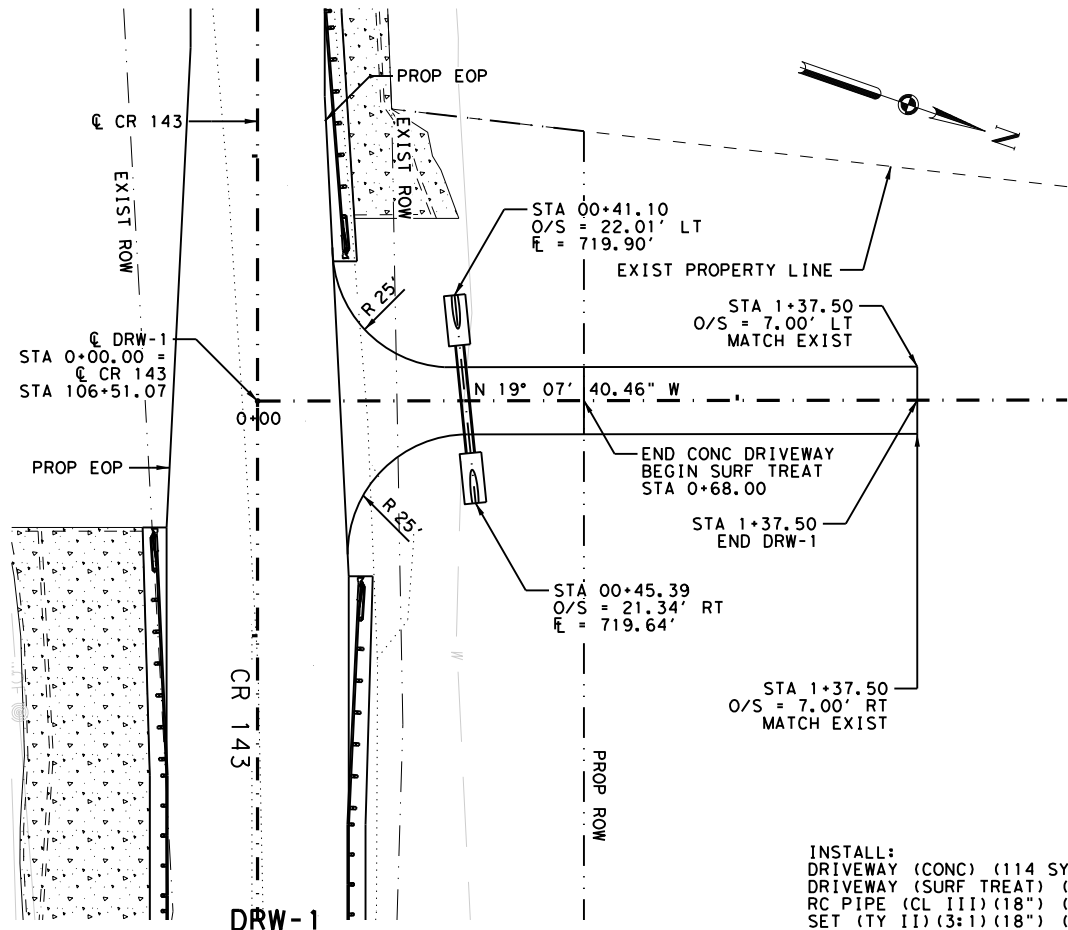 PROP EOP
℄ CR 143
EXIST ROW
EXIST ROW
N
STA 00+41.10
O/S = 22.01' LT
FL = 719.90'
EXIST PROPERTY LINE
R 25'
STA 1+37.50
O/S = 7.00' LT
MATCH EXIST
℄ DRW-1
STA 0+00.00 =
℄ CR 143
STA 106+51.07
0+00
N 19° 07' 40.46" W
PROP EOP
END CONC DRIVEWAY
BEGIN SURF TREAT
STA 0+68.00
R 25'
STA 1+37.50
END DRW-1
STA 00+45.39
O/S = 21.34' RT
FL = 719.64'
W
CR 143
STA 1+37.50
O/S = 7.00' RT
MATCH EXIST
PROP ROW
INSTALL:
DRIVEWAY (CONC) (114 SY
DRIVEWAY (SURF TREAT) (
RC PIPE (CL III)(18") (
SET (TY II)(3:1)(18") (
DRW-1